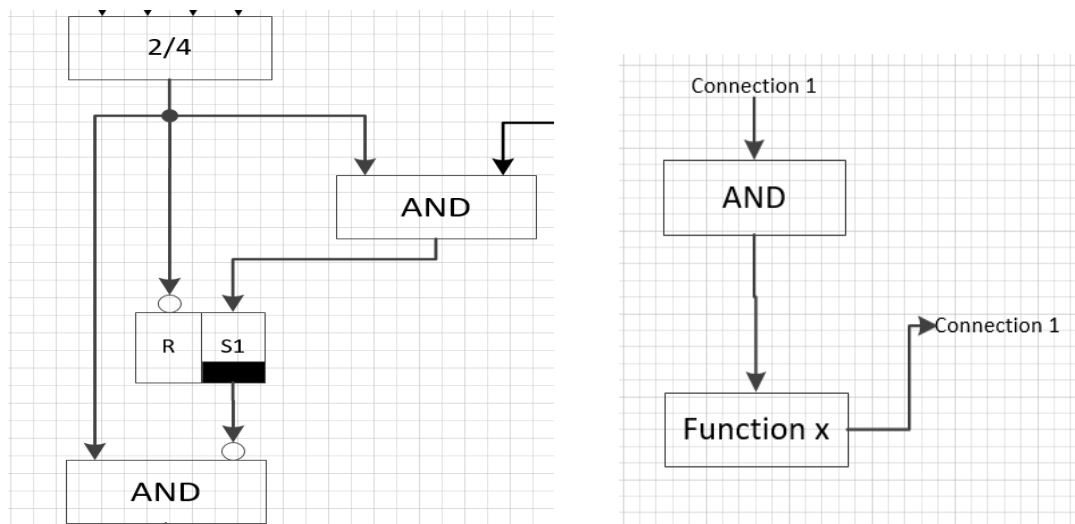 2/4
AND
R
S1
AND
Connection 1
AND
Connection 1
Function x